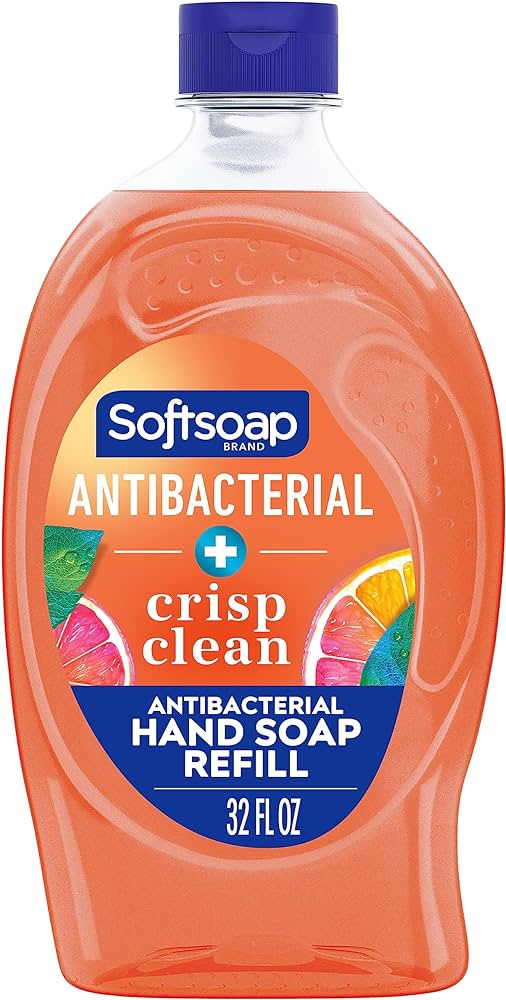 Softsoap
BRAND
ANTIBACTERIAL
+
crisp
clean
ANTIBACTERIAL
HAND SOAP
REFILL
32 FL OZ